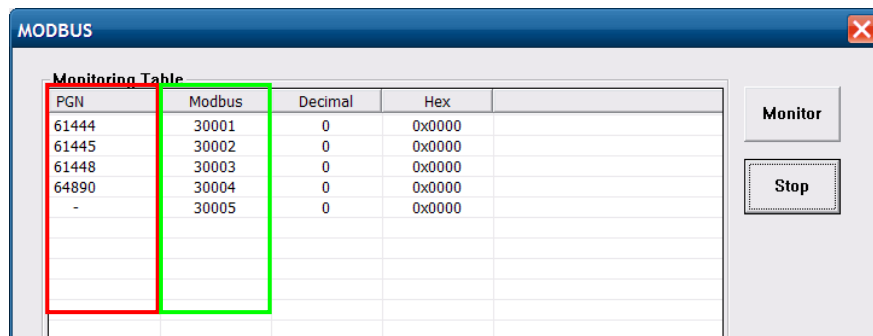 MODBUS
Monitoring Table
PGN Modbus Decimal Hex
61444 30001 0 0x0000
61445 30002 0 0x0000
61448 30003 0 0x0000
64890 30004 0 0x0000
- 30005 0 0x0000
Monitor
Stop